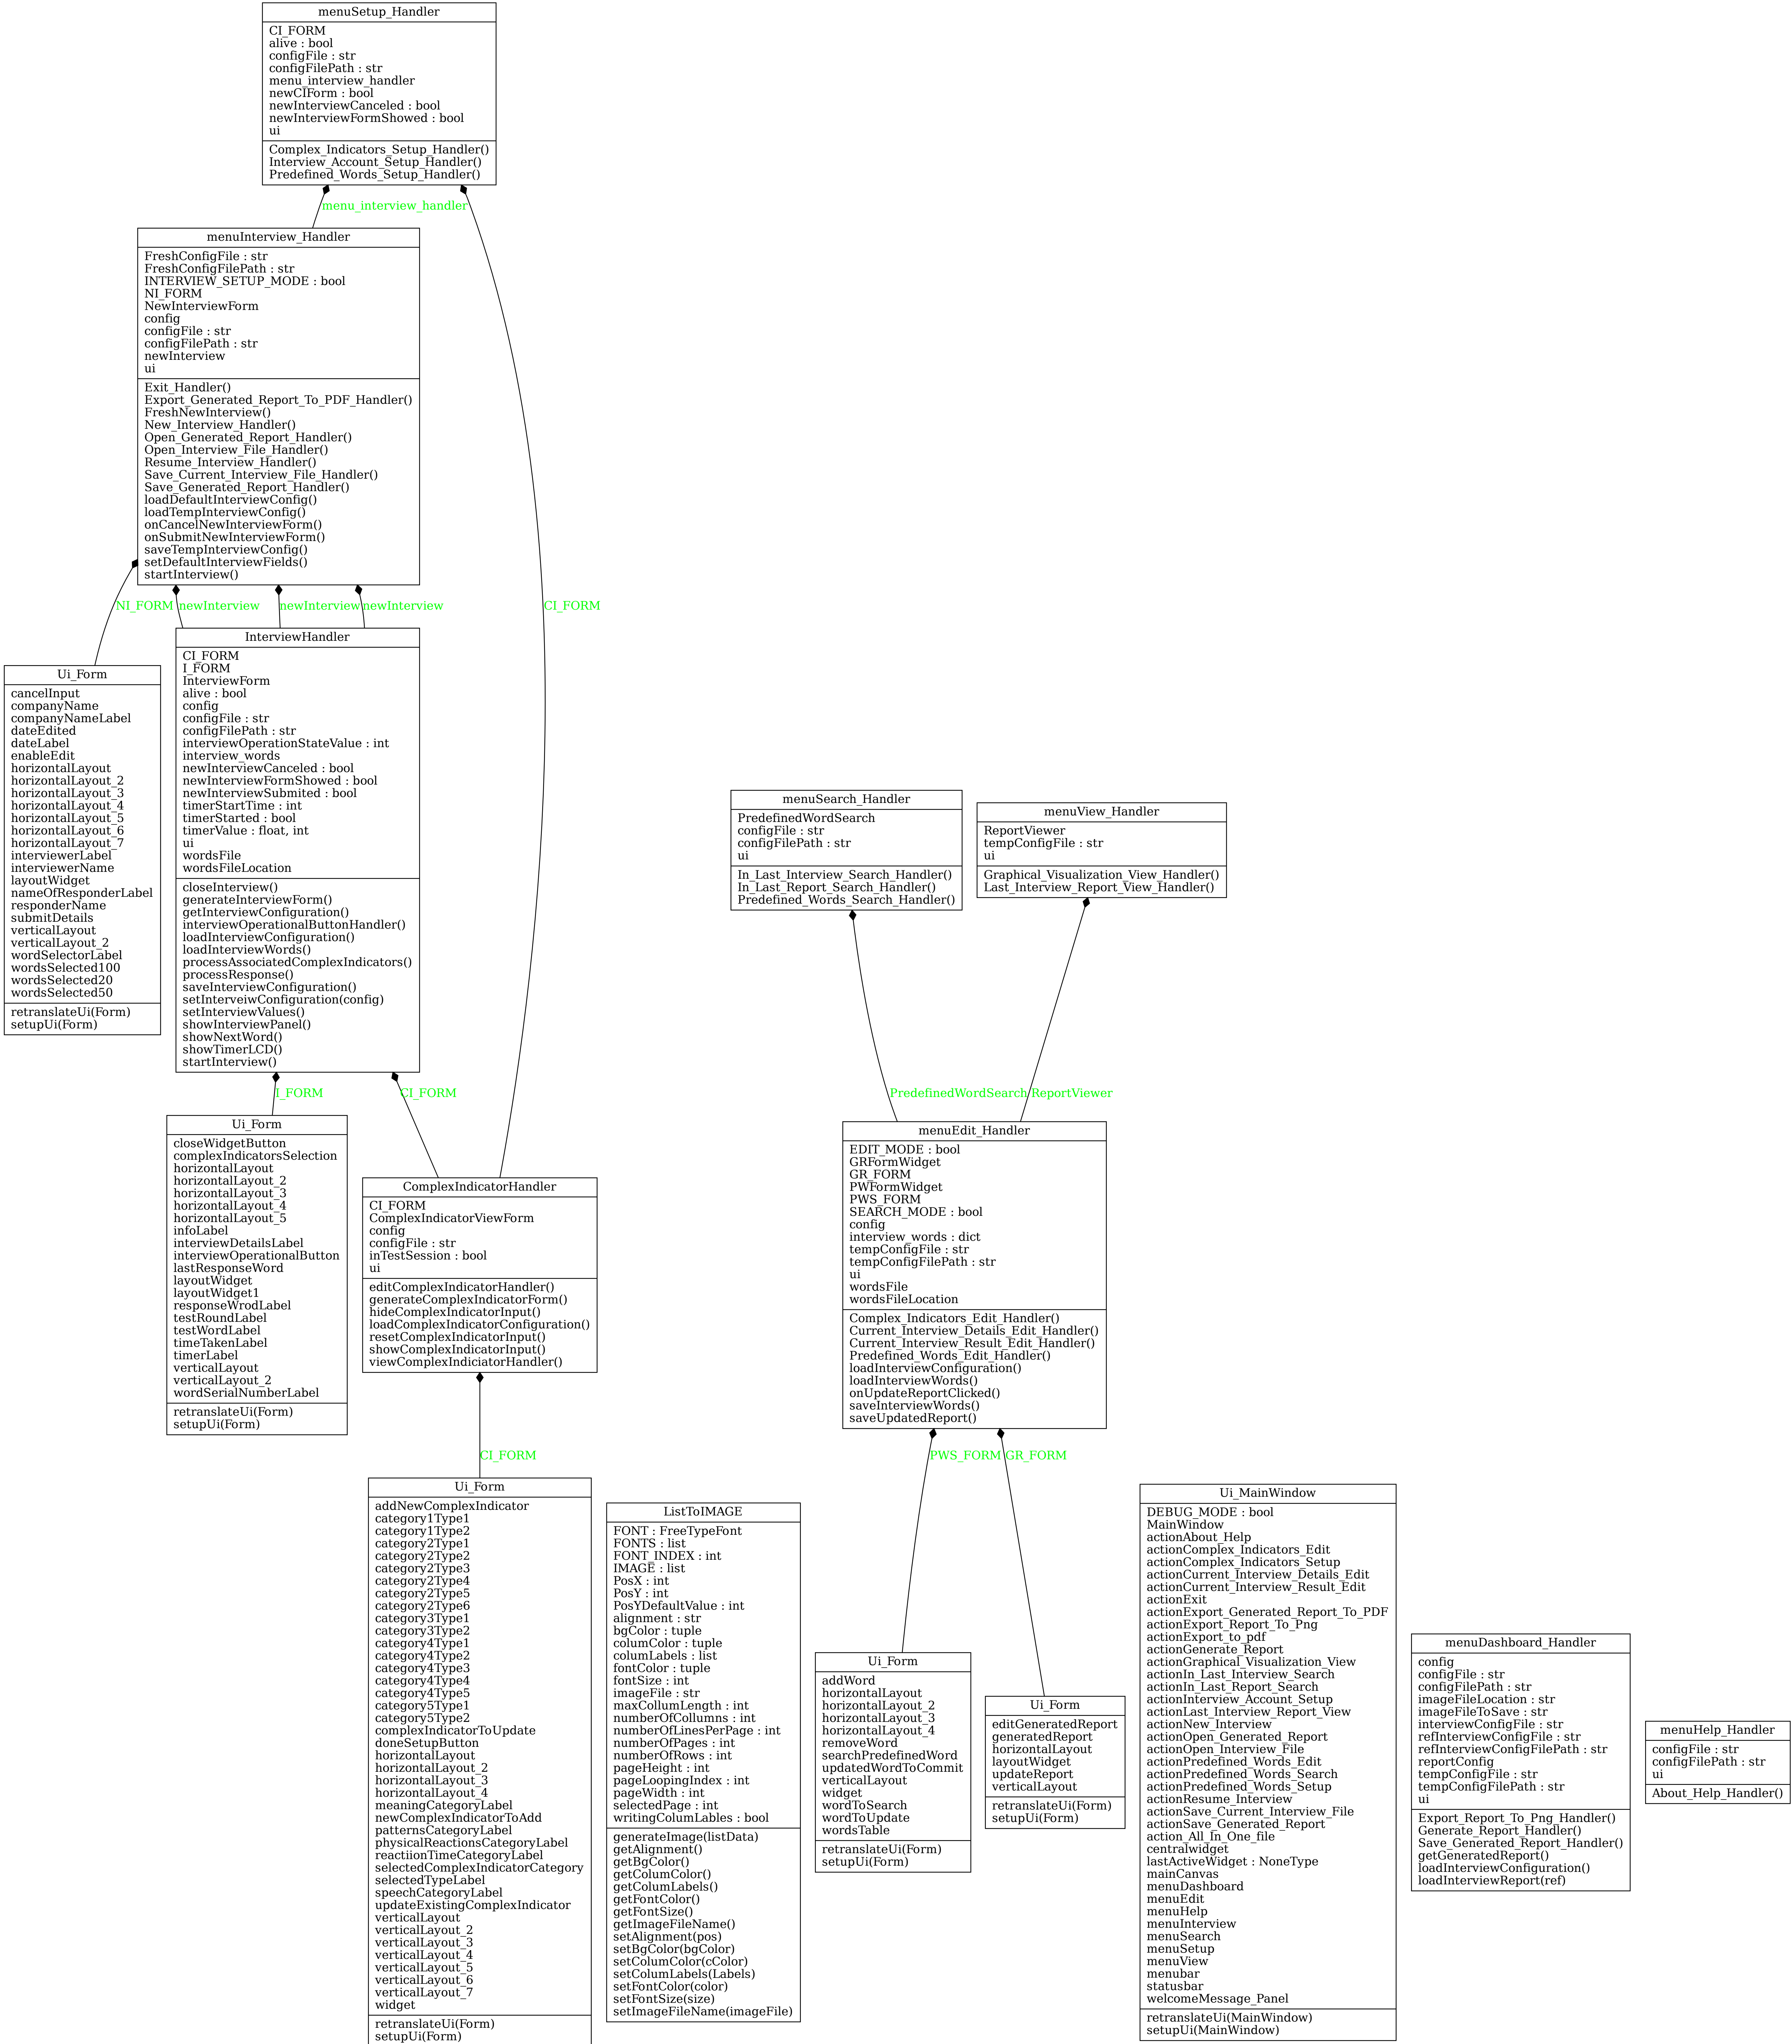 menuSetup_Handler
CI_FORM
alive : bool
configFile : str
configFilePath : str
menu_interview_handler
newCIForm : bool
newInterviewCanceled : bool
newInterviewFormShowed : bool
ui
Complex_Indicators_Setup_Handler()
Interview_Account_Setup_Handler()
Predefined_Words_Setup_Handler()
menu_interview_handler
menuInterview_Handler
FreshConfigFile : str
FreshConfigFilePath : str
INTERVIEW_SETUP_MODE : bool
NI_FORM
NewInterviewForm
config
configFile : str
configFilePath : str
newInterview
ui
Exit_Handler()
Export_Generated_Report_To_PDF_Handler()
FreshNewInterview()
New_Interview_Handler()
Open_Generated_Report_Handler()
Open_Interview_File_Handler()
Resume_Interview_Handler()
Save_Current_Interview_File_Handler()
Save_Generated_Report_Handler()
loadDefaultInterviewConfig()
loadTempInterviewConfig()
onCancelNewInterviewForm()
onSubmitNewInterviewForm()
saveTempInterviewConfig()
setDefaultInterviewFields()
startInterview()
NI_FORM
newInterview
newInterview
newInterview
CI_FORM
Ui_Form
cancelInput
companyName
companyNameLabel
dateEdited
dateLabel
enableEdit
horizontalLayout
horizontalLayout_2
horizontalLayout_3
horizontalLayout_4
horizontalLayout_5
horizontalLayout_6
horizontalLayout_7
interviewerLabel
interviewerName
layoutWidget
nameOfResponderLabel
responderName
submitDetails
verticalLayout
verticalLayout_2
wordSelectorLabel
wordsSelected100
wordsSelected20
wordsSelected50
retranslateUi(Form)
setupUi(Form)
InterviewHandler
CI_FORM
I_FORM
InterviewForm
alive : bool
config
configFile : str
configFilePath : str
interviewOperationStateValue : int
interview_words
newInterviewCanceled : bool
newInterviewFormShowed : bool
newInterviewSubmited : bool
timerStartTime : int
timerStarted : bool
timerValue : float, int
ui
wordsFile
wordsFileLocation
closeInterview()
generateInterviewForm()
getInterviewConfiguration()
interviewOperationalButtonHandler()
loadInterviewConfiguration()
loadInterviewWords()
processAssociatedComplexIndicators()
processResponse()
saveInterviewConfiguration()
setInterveiwConfiguration(config)
setInterviewValues()
showInterviewPanel()
showNextWord()
showTimerLCD()
startInterview()
I_FORM
CI_FORM
Ui_Form
closeWidgetButton
complexIndicatorsSelection
horizontalLayout
horizontalLayout_2
horizontalLayout_3
horizontalLayout_4
horizontalLayout_5
infoLabel
interviewDetailsLabel
interviewOperationalButton
lastResponseWord
layoutWidget
layoutWidget1
responseWrodLabel
testRoundLabel
testWordLabel
timeTakenLabel
timerLabel
verticalLayout
verticalLayout_2
wordSerialNumberLabel
retranslateUi(Form)
setupUi(Form)
ComplexIndicatorHandler
CI_FORM
ComplexIndicatorViewForm
config
configFile : str
inTestSession : bool
ui
editComplexIndicatorHandler()
generateComplexIndicatorForm()
hideComplexIndicatorInput()
loadComplexIndicatorConfiguration()
resetComplexIndicatorInput()
showComplexIndicatorInput()
viewComplexIndiciatorHandler()
CI_FORM
Ui_Form
addNewComplexIndicator
category1Type1
category1Type2
category2Type1
category2Type2
category2Type3
category2Type4
category2Type5
category2Type6
category3Type1
category3Type2
category4Type1
category4Type2
category4Type3
category4Type4
category4Type5
category5Type1
category5Type2
complexIndicatorToUpdate
doneSetupButton
horizontalLayout
horizontalLayout_2
horizontalLayout_3
horizontalLayout_4
meaningCategoryLabel
newComplexIndicatorToAdd
patternsCategoryLabel
physicalReactionsCategoryLabel
reactiionTimeCategoryLabel
selectedComplexIndicatorCategory
selectedTypeLabel
speechCategoryLabel
updateExistingComplexIndicator
verticalLayout
verticalLayout_2
verticalLayout_3
verticalLayout_4
verticalLayout_5
verticalLayout_6
verticalLayout_7
widget
retranslateUi(Form)
setupUi(Form)
ListToIMAGE
FONT : FreeTypeFont
FONTS : list
FONT_INDEX : int
IMAGE : list
PosX : int
PosY : int
PosYDefaultValue : int
alignment : str
bgColor : tuple
columColor : tuple
columLabels : list
fontColor : tuple
fontSize : int
imageFile : str
maxCollumLength : int
numberOfCollumns : int
numberOfLinesPerPage : int
numberOfPages : int
numberOfRows : int
pageHeight : int
pageLoopingIndex : int
pageWidth : int
selectedPage : int
writingColumLables : bool
generateImage(listData)
getAlignment()
getBgColor()
getColumColor()
getColumLabels()
getFontColor()
getFontSize()
getImageFileName()
setAlignment(pos)
setBgColor(bgColor)
setColumColor(cColor)
setColumLabels(Labels)
setFontColor(color)
setFontSize(size)
setImageFileName(imageFile)
menuSearch_Handler
PredefinedWordSearch
configFile : str
configFilePath : str
ui
In_Last_Interview_Search_Handler()
In_Last_Report_Search_Handler()
Predefined_Words_Search_Handler()
menuView_Handler
ReportViewer
tempConfigFile : str
ui
Graphical_Visualization_View_Handler()
Last_Interview_Report_View_Handler()
PredefinedWordSearch
ReportViewer
menuEdit_Handler
EDIT_MODE : bool
GRFormWidget
GR_FORM
PWFormWidget
PWS_FORM
SEARCH_MODE : bool
config
interview_words : dict
tempConfigFile : str
tempConfigFilePath : str
ui
wordsFile
wordsFileLocation
Complex_Indicators_Edit_Handler()
Current_Interview_Details_Edit_Handler()
Current_Interview_Result_Edit_Handler()
Predefined_Words_Edit_Handler()
loadInterviewConfiguration()
loadInterviewWords()
onUpdateReportClicked()
saveInterviewWords()
saveUpdatedReport()
PWS_FORM
GR_FORM
Ui_Form
addWord
horizontalLayout
horizontalLayout_2
horizontalLayout_3
horizontalLayout_4
removeWord
searchPredefinedWord
updatedWordToCommit
verticalLayout
widget
wordToSearch
wordToUpdate
wordsTable
retranslateUi(Form)
setupUi(Form)
Ui_Form
editGeneratedReport
generatedReport
horizontalLayout
layoutWidget
updateReport
verticalLayout
retranslateUi(Form)
setupUi(Form)
Ui_MainWindow
DEBUG_MODE : bool
MainWindow
actionAbout_Help
actionComplex_Indicators_Edit
actionComplex_Indicators_Setup
actionCurrent_Interview_Details_Edit
actionCurrent_Interview_Result_Edit
actionExit
actionExport_Generated_Report_To_PDF
actionExport_Report_To_Png
actionExport_to_pdf
actionGenerate_Report
actionGraphical_Visualization_View
actionIn_Last_Interview_Search
actionIn_Last_Report_Search
actionInterview_Account_Setup
actionLast_Interview_Report_View
actionNew_Interview
actionOpen_Generated_Report
actionOpen_Interview_File
actionPredefined_Words_Edit
actionPredefined_Words_Search
actionPredefined_Words_Setup
actionResume_Interview
actionSave_Current_Interview_File
actionSave_Generated_Report
action_All_In_One_file
centralwidget
lastActiveWidget : NoneType
mainCanvas
menuDashboard
menuEdit
menuHelp
menuInterview
menuSearch
menuSetup
menuView
menubar
statusbar
welcomeMessage_Panel
retranslateUi(MainWindow)
setupUi(MainWindow)
menuDashboard_Handler
config
configFile : str
configFilePath : str
imageFileLocation : str
imageFileToSave : str
interviewConfigFile : str
refInterviewConfigFile : str
refInterviewConfigFilePath : str
reportConfig
tempConfigFile : str
tempConfigFilePath : str
ui
Export_Report_To_Png_Handler()
Generate_Report_Handler()
Save_Generated_Report_Handler()
getGeneratedReport()
loadInterviewConfiguration()
loadInterviewReport(ref)
menuHelp_Handler
configFile : str
configFilePath : str
ui
About_Help_Handler()